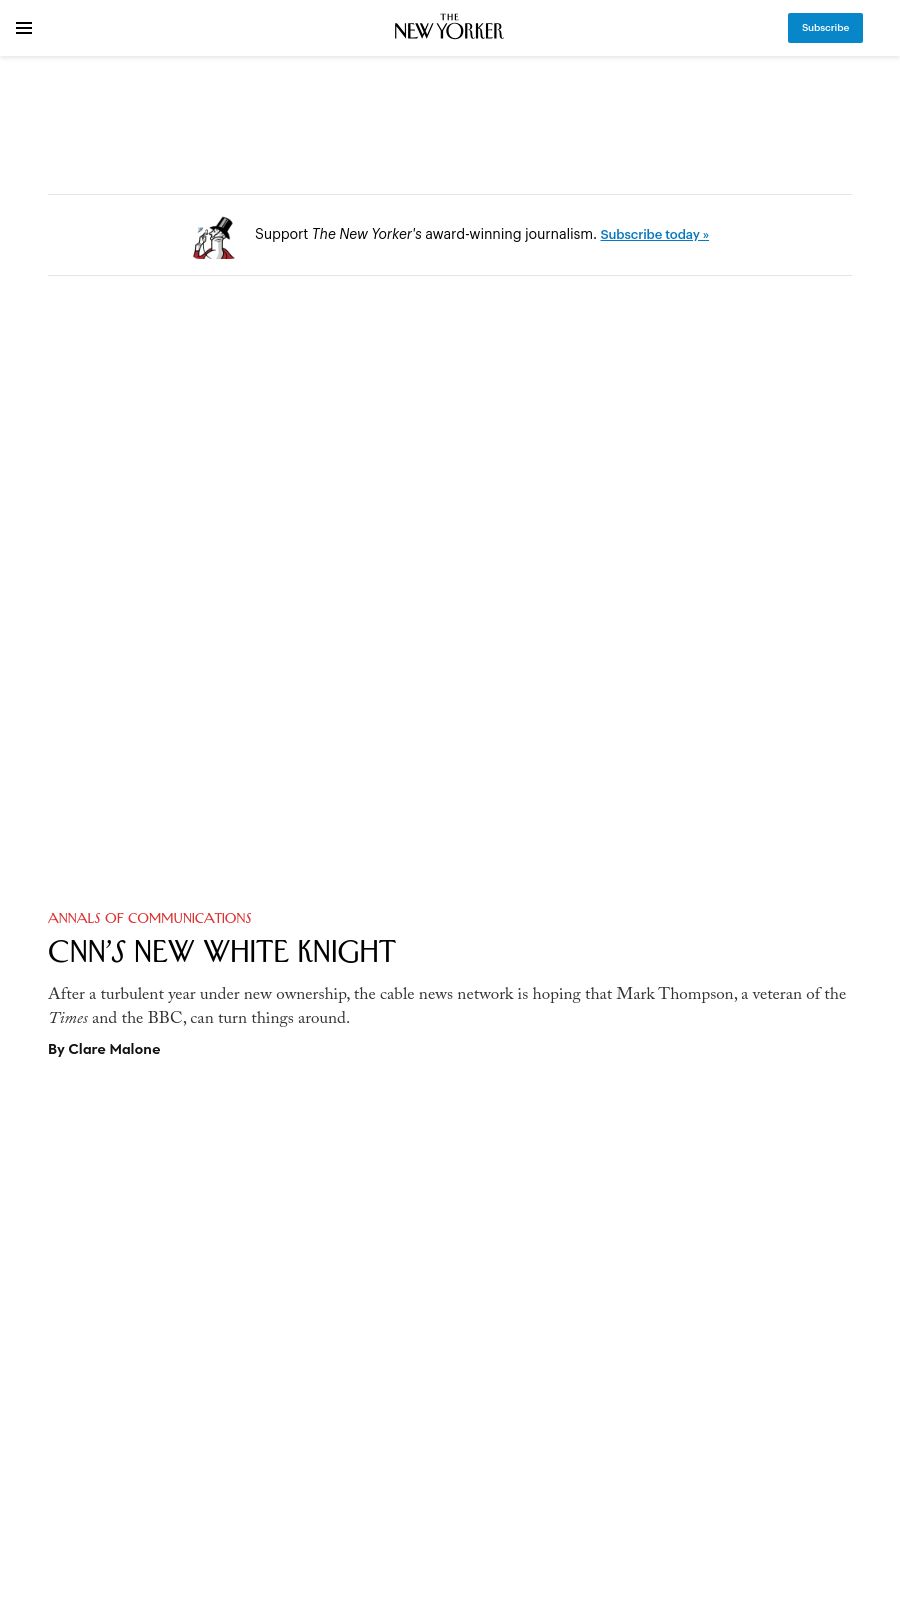 THE
NEW YORKER
Subscribe
Support The New Yorker's award-winning journalism. Subscribe today »
ANNALS OF COMMUNICATIONS
CNN’S NEW WHITE KNIGHT
After a turbulent year under new ownership, the cable news network is hoping that Mark Thompson, a veteran of the
Times and the BBC, can turn things around.
By Clare Malone